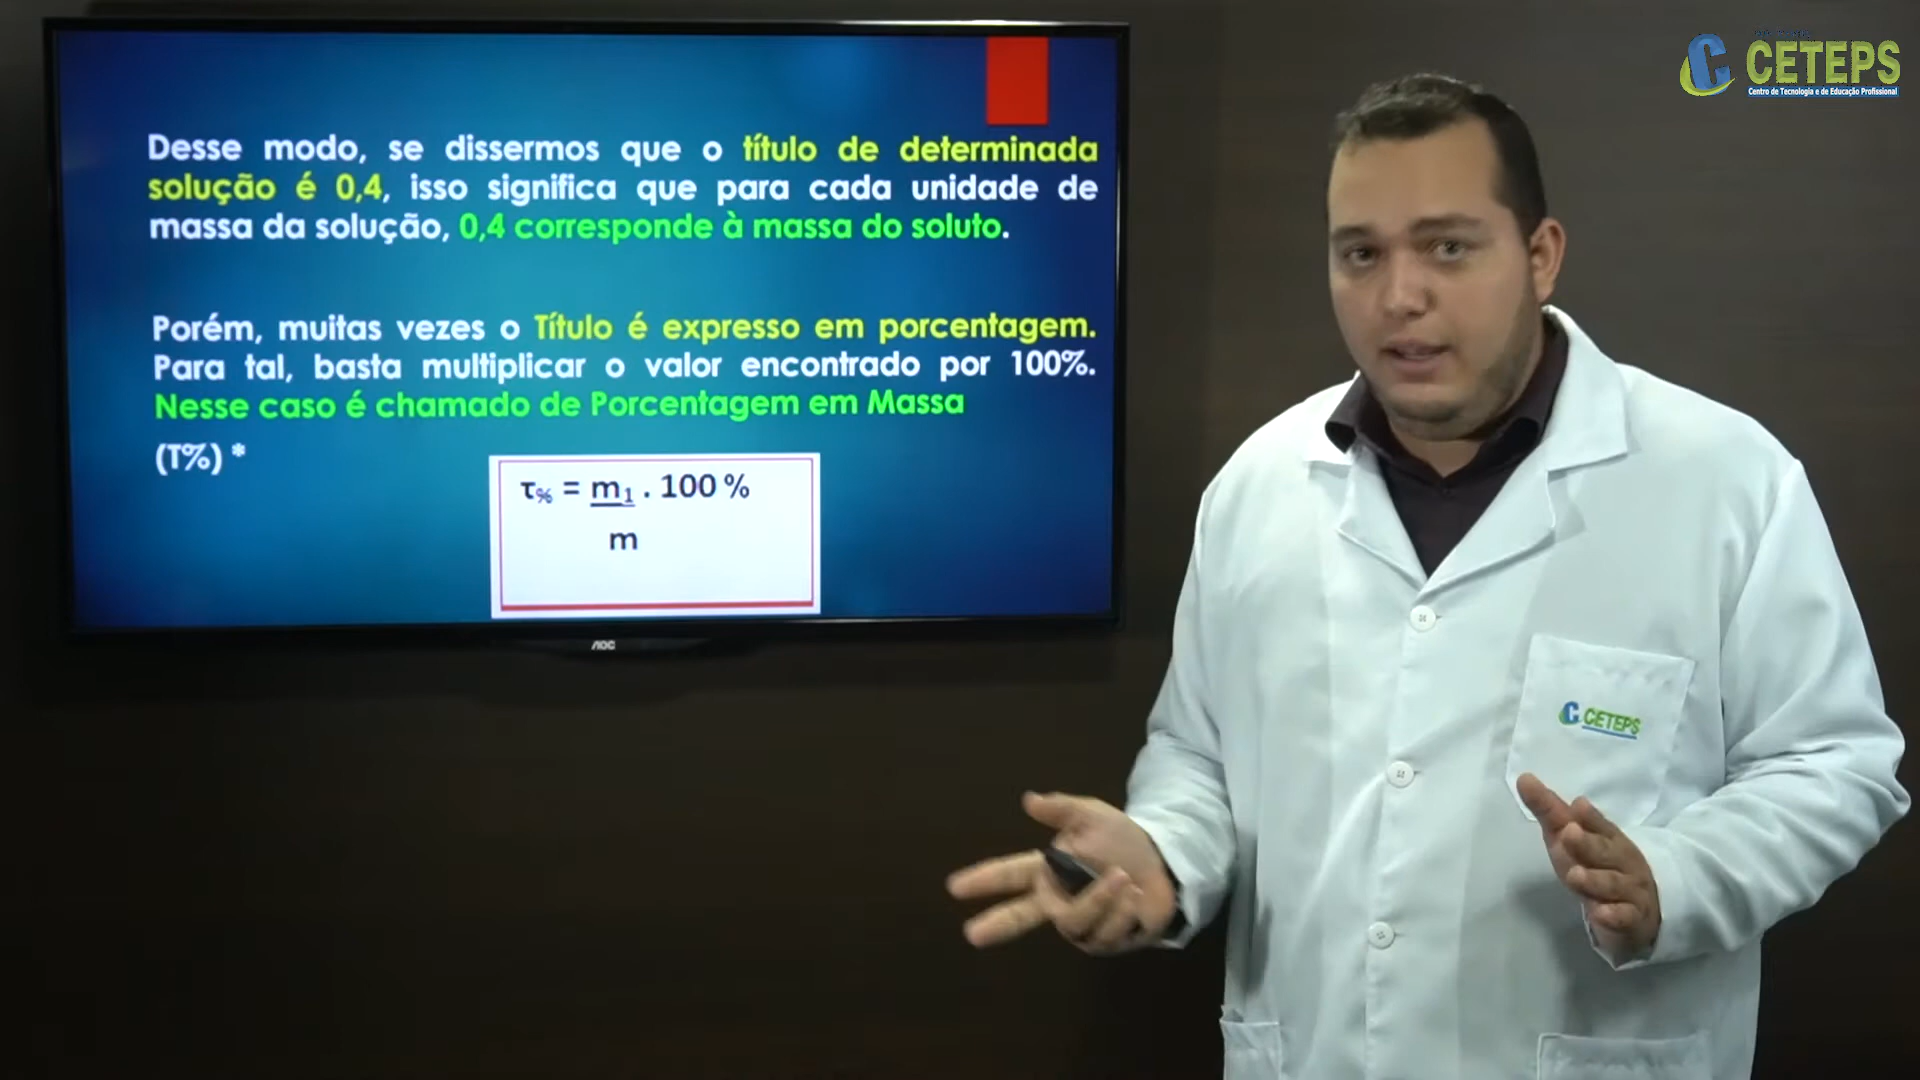 CETEPS
Centro de Tecnologia e de Educação Profissional
Desse modo, se dissermos que o título de determinada
solução é 0,4, isso significa que para cada unidade de
massa da solução, 0,4 corresponde à massa do soluto.
Porém, muitas vezes o Título é expresso em porcentagem.
Para tal, basta multiplicar o valor encontrado por 100%.
Nesse caso é chamado de Porcentagem em Massa
(T%) *
τ% = m1 . 100 %
m
AOC
CETEPS